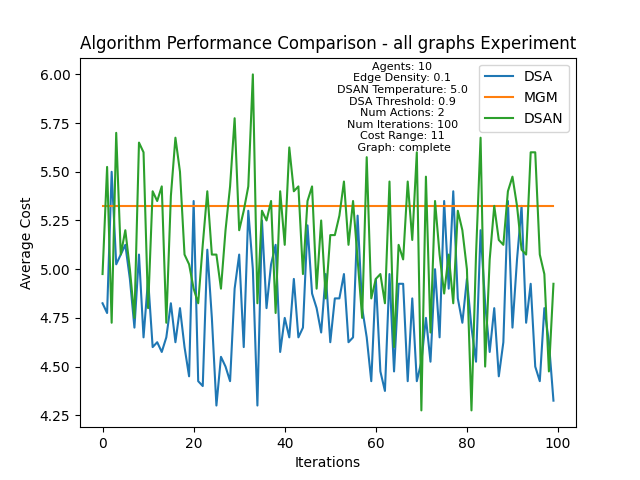 Algorithm Performance Comparison - all graphs Experiment
Agents: 10
Edge Density: 0.1
DSAN Temperature: 5.0
DSA Threshold: 0.9
Num Actions: 2
Num Iterations: 100
Cost Range: 11
Graph: complete
DSA
MGM
DSAN
Average Cost
6.00
5.75
5.50
5.25
5.00
4.75
4.50
4.25
0
20
40
60
80
100
Iterations